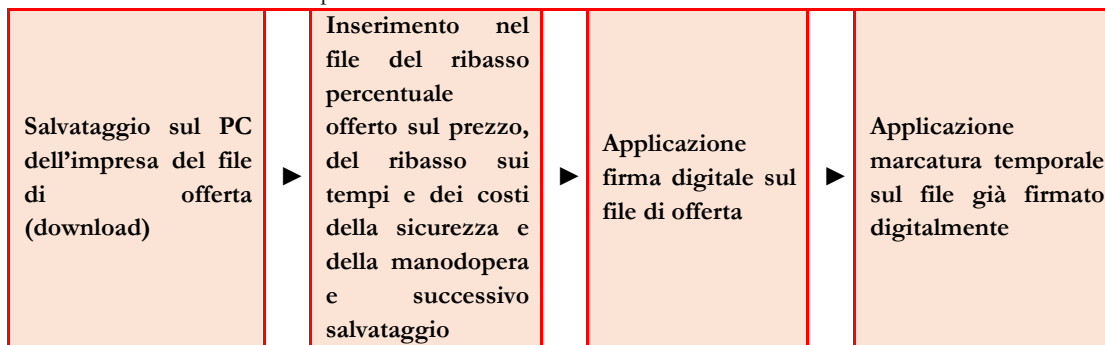 Salvataggio sul PC
dell'impresa del file
di offerta
(download)
►
Inserimento nel
file del ribasso
percentuale
offerto sul prezzo,
del ribasso sui
tempi e dei costi
della sicurezza e
della manodopera
e successivo
salvataggio
►
Applicazione
firma digitale sul
file di offerta
►
Applicazione
marcatura temporale
sul file già firmato
digitalmente